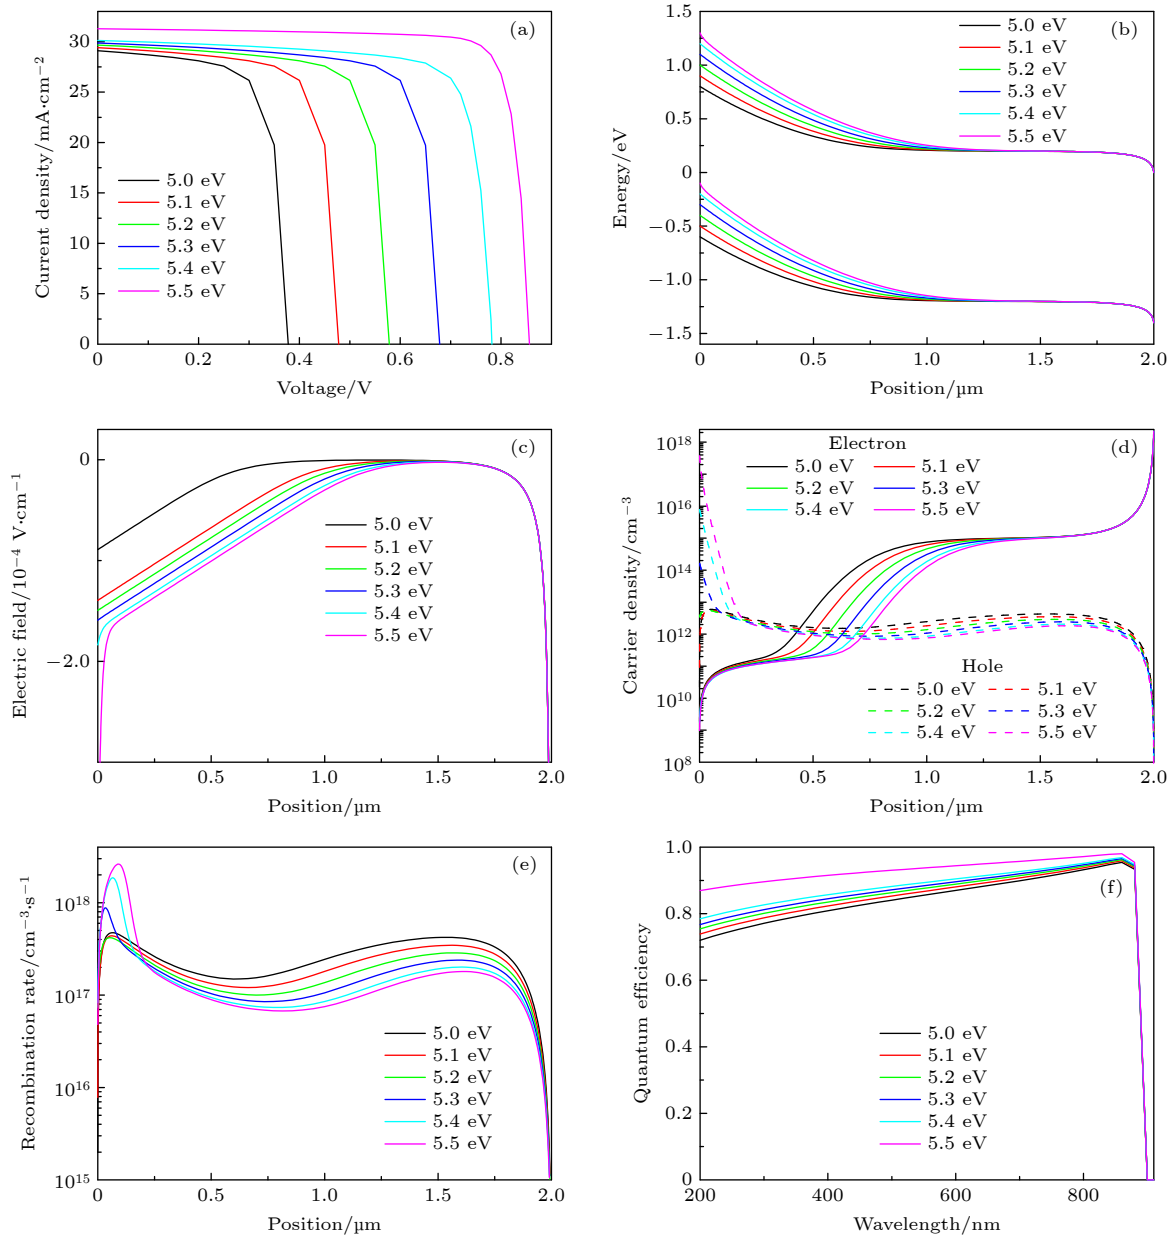 (a)
Current density/mA·cm−2
30
25
20
15
10
5
0
5.0 eV
5.1 eV
5.2 eV
5.3 eV
5.4 eV
5.5 eV
0 0.2 0.4 0.6 0.8
Voltage/V
(b)
Energy/eV
1.5
1.0
0.5
0
−0.5
−1.0
−1.5
5.0 eV
5.1 eV
5.2 eV
5.3 eV
5.4 eV
5.5 eV
0 0.5 1.0 1.5 2.0
Position/μm
(c)
Electric field/10−4 V·cm−1
0
−2.0
5.0 eV
5.1 eV
5.2 eV
5.3 eV
5.4 eV
5.5 eV
0 0.5 1.0 1.5 2.0
Position/μm
(d)
Carrier density/cm−3
1018
1016
1014
1012
1010
108
Electron
5.0 eV 5.1 eV
5.2 eV 5.3 eV
5.4 eV 5.5 eV
Hole
5.0 eV 5.1 eV
5.2 eV 5.3 eV
5.4 eV 5.5 eV
0 0.5 1.0 1.5 2.0
Position/μm
(e)
Recombination rate/cm−3·s−1
1018
1017
1016
1015
5.0 eV
5.1 eV
5.2 eV
5.3 eV
5.4 eV
5.5 eV
0 0.5 1.0 1.5 2.0
Position/μm
(f)
Quantum efficiency
1.0
0.8
0.6
0.4
0.2
0
5.0 eV
5.1 eV
5.2 eV
5.3 eV
5.4 eV
5.5 eV
200 400 600 800
Wavelength/nm